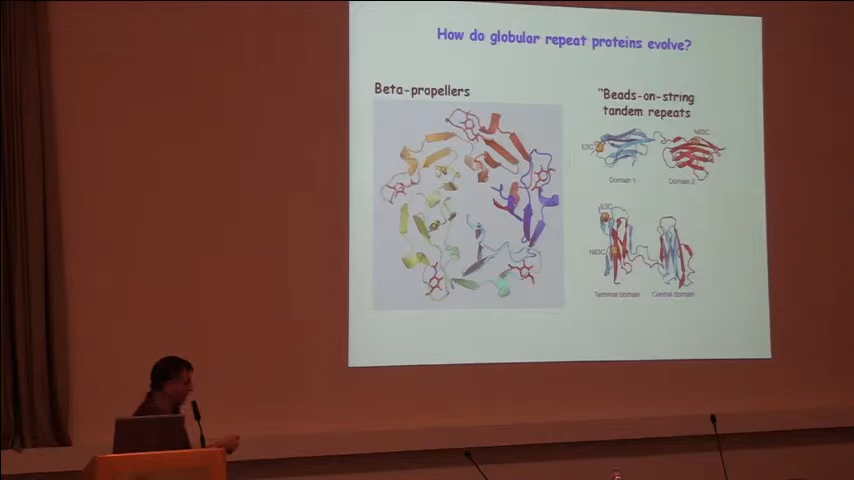 How do globular repeat proteins evolve?
Beta-propellers
"Beads-on-string
tandem repeats
N&C
Domain 1
Domain 2
Terminal domain
Central domain